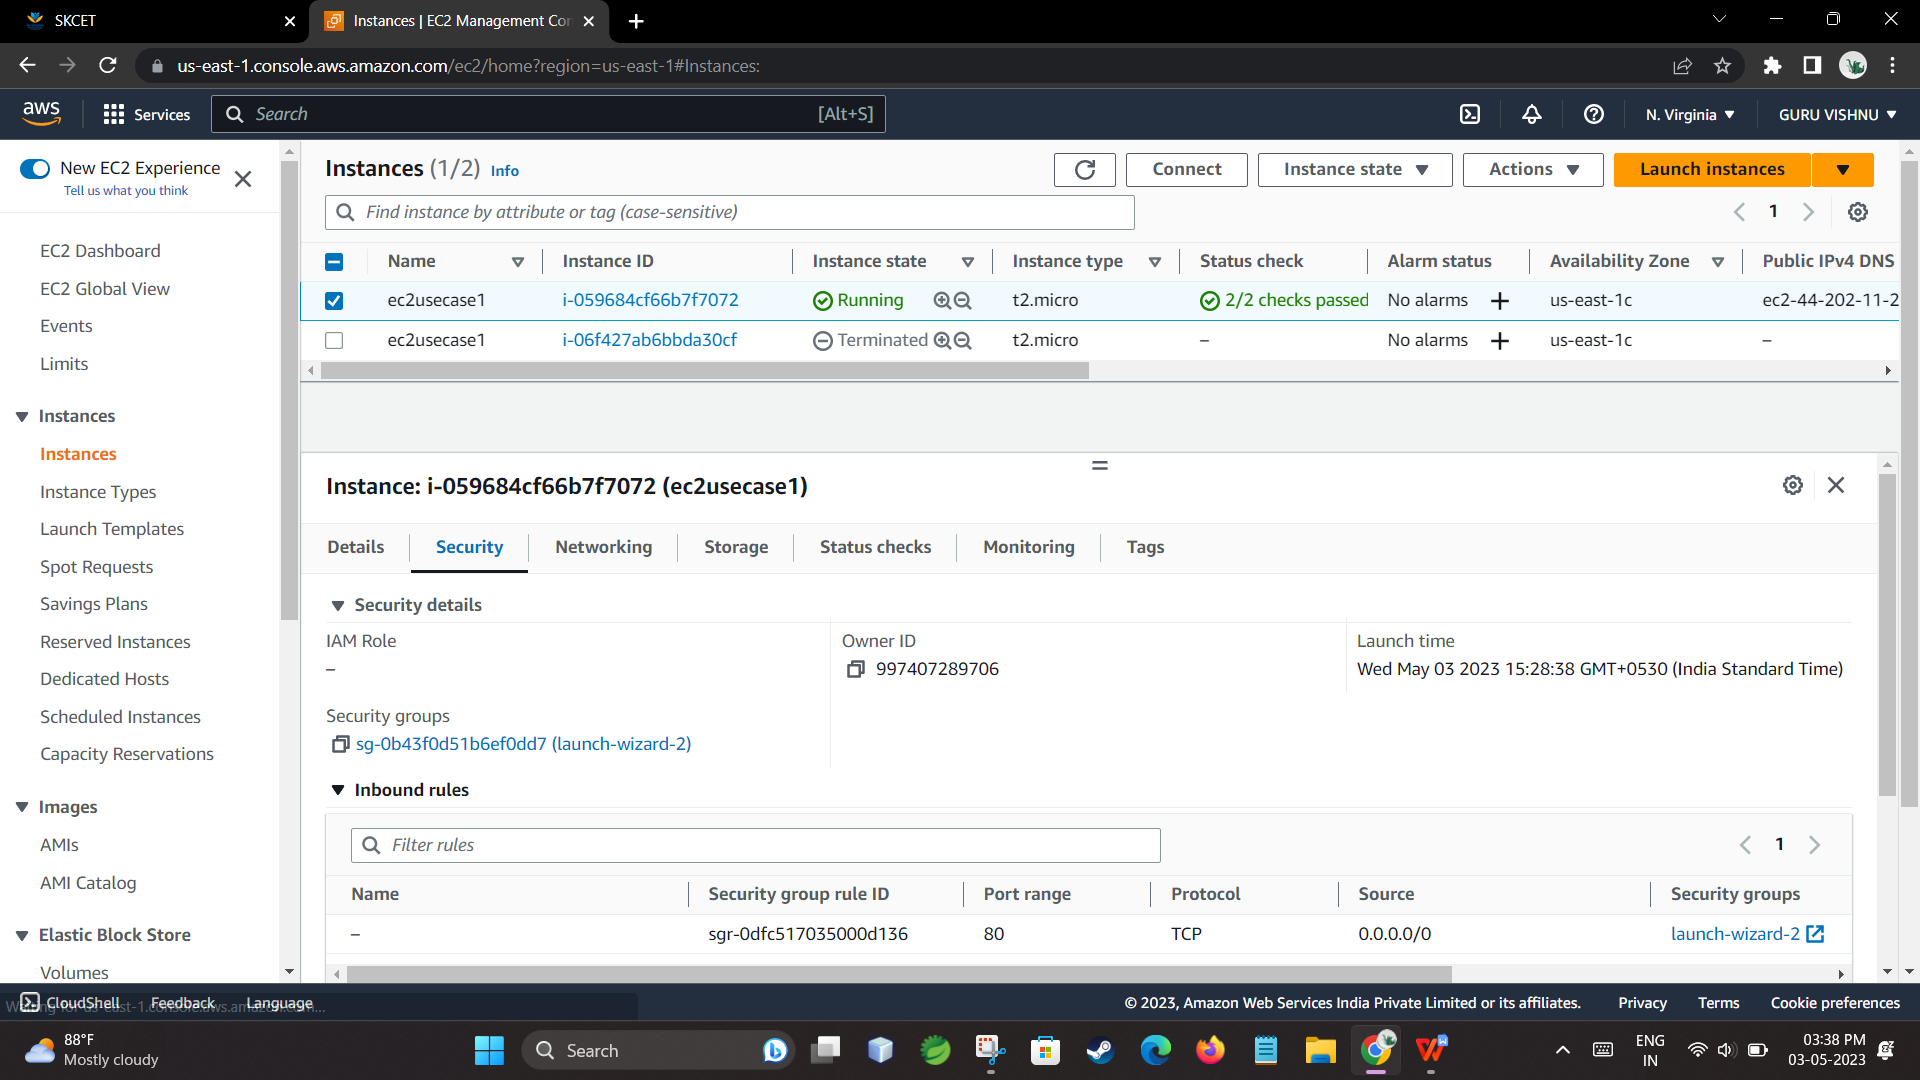 SKCET
Instances | EC2 Management Con
us-east-1.console.aws.amazon.com/ec2/home?region=us-east-1#Instances:
aws
Services
Search
[Alt+S]
N. Virginia
GURU VISHNU
New EC2 Experience
Tell us what you think
EC2 Dashboard
EC2 Global View
Events
Limits
Instances
Instances
Instance Types
Launch Templates
Spot Requests
Savings Plans
Reserved Instances
Dedicated Hosts
Scheduled Instances
Capacity Reservations
Images
AMIs
AMI Catalog
Elastic Block Store
Volumes
Instances (1/2) Info
Connect
Instance state
Actions
Launch instances
Find instance by attribute or tag (case-sensitive)
1
Name Instance ID Instance state Instance type Status check Alarm status Availability Zone Public IPv4 DNS
ec2usecase1 i-059684cf66b7f7072 Running t2.micro 2/2 checks passed No alarms + us-east-1c ec2-44-202-11-2
ec2usecase1 i-06f427ab6bbda30cf Terminated t2.micro – No alarms + us-east-1c –
Instance: i-059684cf66b7f7072 (ec2usecase1)
Details Security Networking Storage Status checks Monitoring Tags
Security details
IAM Role
–
Owner ID
997407289706
Launch time
Wed May 03 2023 15:28:38 GMT+0530 (India Standard Time)
Security groups
sg-0b43f0d51b6ef0dd7 (launch-wizard-2)
Inbound rules
Filter rules
1
Name Security group rule ID Port range Protocol Source Security groups
– sgr-0dfc517035000d136 80 TCP 0.0.0.0/0 launch-wizard-2
CloudShell Feedback Language
Waiting for us-east-1.console.aws.amazon.com...
© 2023, Amazon Web Services India Private Limited or its affiliates. Privacy Terms Cookie preferences
88°F
Mostly cloudy
Search
ENG
IN
03:38 PM
03-05-2023